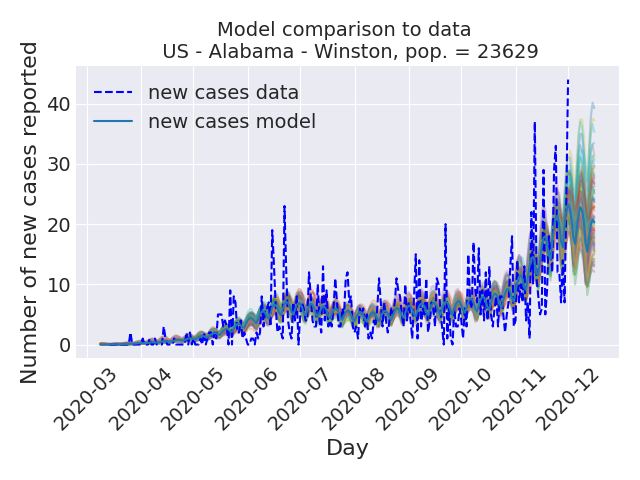 Model comparison to data
US - Alabama - Winston, pop. = 23629
Number of new cases reported
40
30
20
10
0
new cases data
new cases model
2020-03
2020-04
2020-05
2020-06
2020-07
2020-08
2020-09
2020-10
2020-11
2020-12
Day